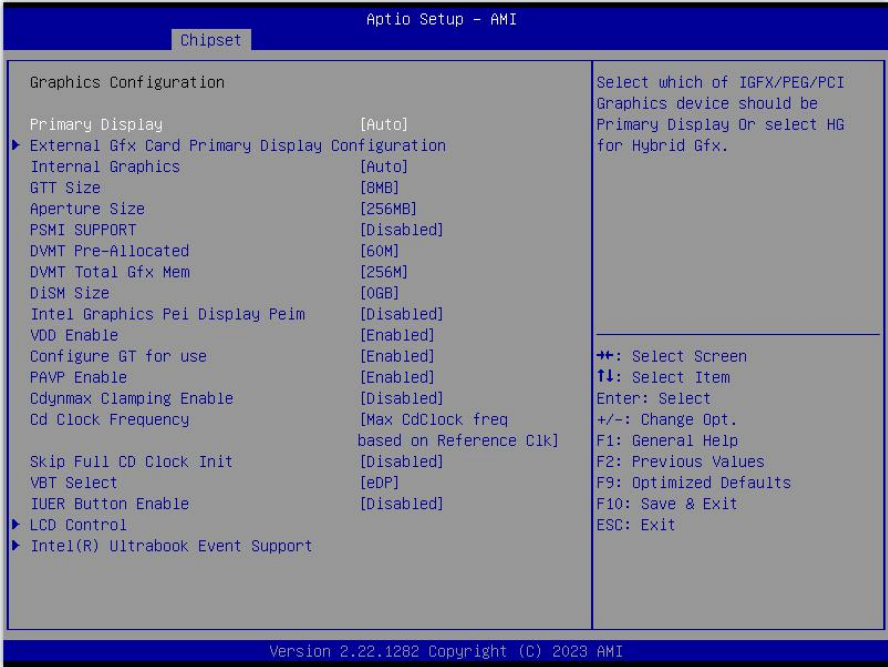 Aptio Setup – AMI
Chipset
Graphics Configuration
Primary Display [Auto]
External Gfx Card Primary Display Configuration
Internal Graphics [Auto]
GTT Size [8MB]
Aperture Size [256MB]
PSMI SUPPORT [Disabled]
DVMT Pre-Allocated [60M]
DVMT Total Gfx Mem [256M]
DiSM Size [0GB]
Intel Graphics Pei Display Peim [Disabled]
VDD Enable [Enabled]
Configure GT for use [Enabled]
PAVP Enable [Enabled]
Cdynmax Clamping Enable [Disabled]
Cd Clock Frequency [Max CdClock freq
based on Reference Clk]
Skip Full CD Clock Init [Disabled]
VBT Select [eDP]
IUER Button Enable [Disabled]
LCD Control
Intel(R) Ultrabook Event Support
Select which of IGFX/PEG/PCI
Graphics device should be
Primary Display Or select HG
for Hybrid Gfx.
→←: Select Screen
↑↓: Select Item
Enter: Select
+/-: Change Opt.
F1: General Help
F2: Previous Values
F9: Optimized Defaults
F10: Save & Exit
ESC: Exit
Version 2.22.1282 Copyright (C) 2023 AMI